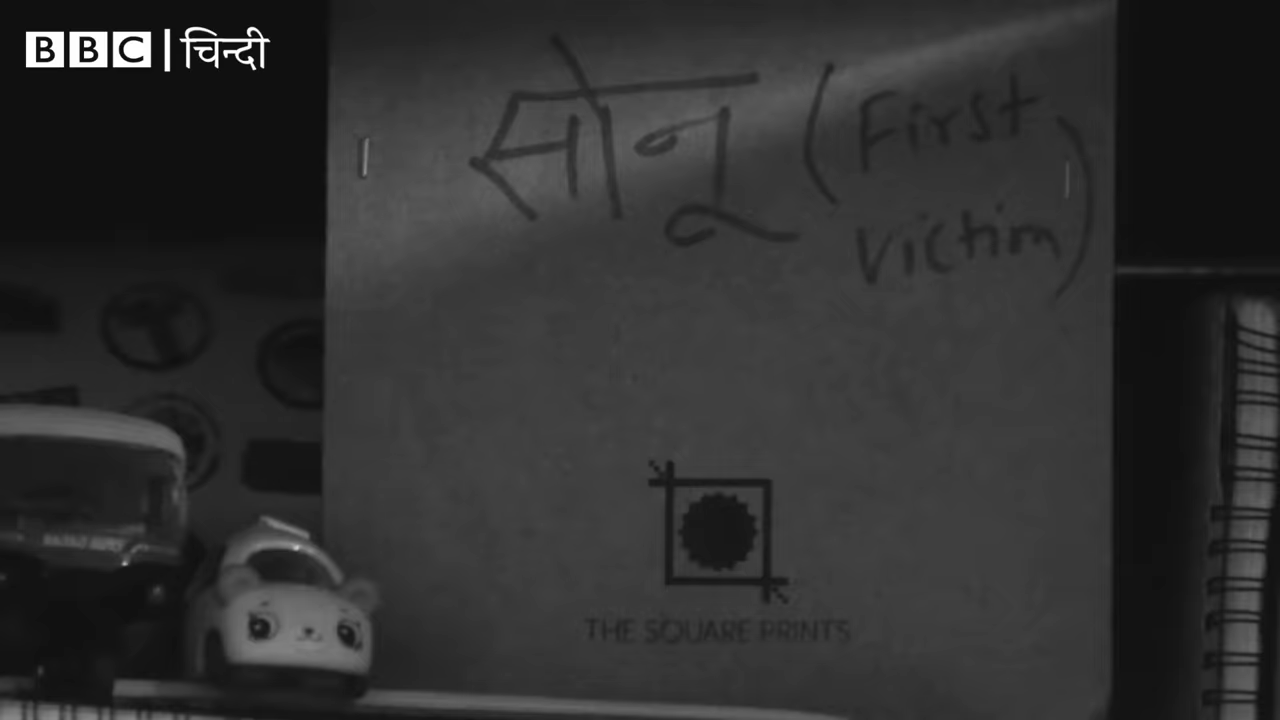 BBC | चिन्दी
सोनू (First
victim)
THE SQUARE PRINTS